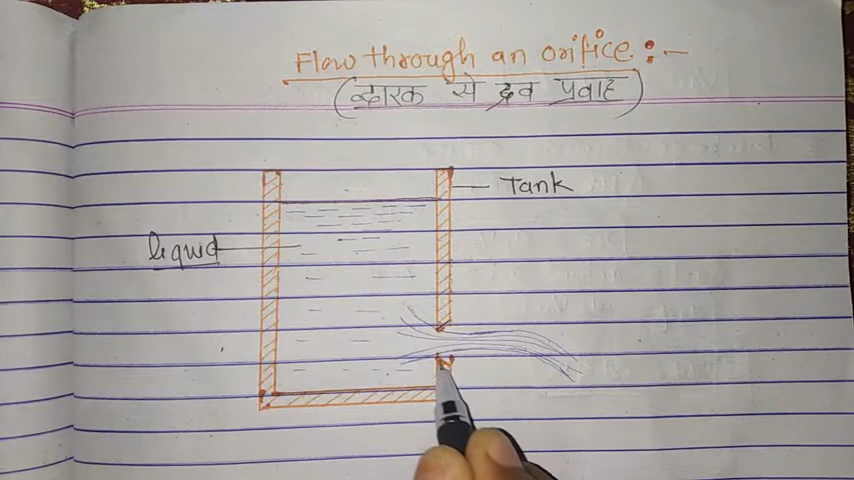 Flow through an orifice :-
(द्वारक से द्रव प्रवाह)
Tank
liquid